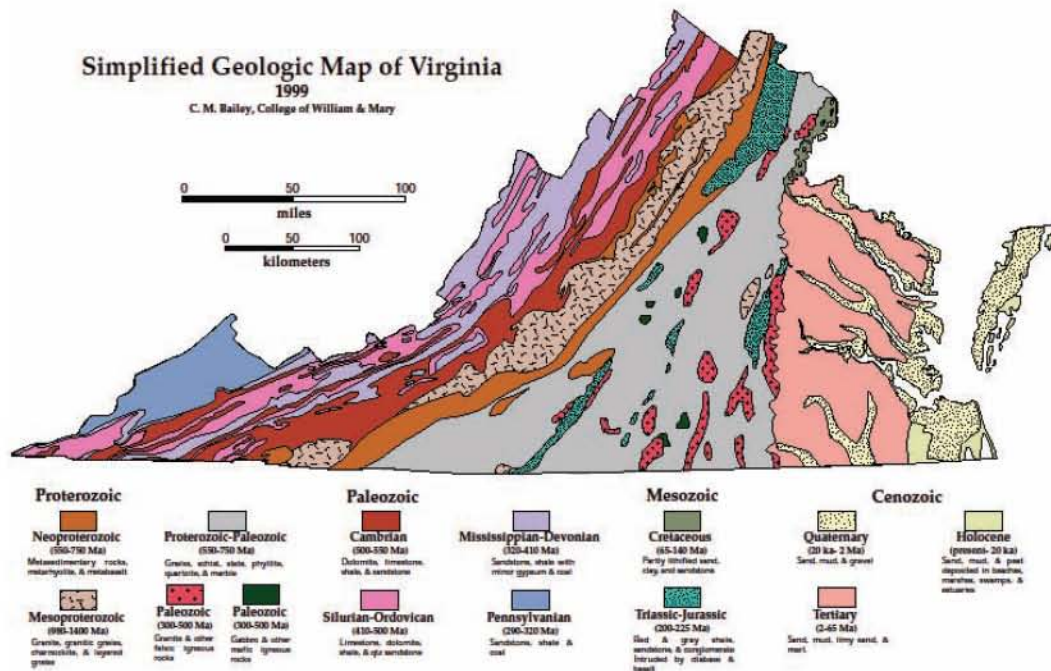 Simplified Geologic Map of Virginia
1999
C. M. Bailey, College of William & Mary
0 50 100
miles
0 50 100
kilometers
Proterozoic
Paleozoic
Mesozoic
Cenozoic
Neoproterozoic
(550-750 Ma)
Metasedimentary rocks,
metarhyolite, & metabasalt
Proterozoic-Paleozoic
(550-750 Ma)
Gneiss, schist, slate, phyllite,
quartzite, & marble
Cambrian
(500-550 Ma)
Dolomite, limestone,
shale, & sandstone
Mississippian-Devonian
(320-410 Ma)
Sandstone, shale with
minor gypsum & coal
Cretaceous
(65-140 Ma)
Partly lithified sand,
clay, and sandstone
Quaternary
(20 ka- 2 Ma)
Sand, mud, & gravel
Holocene
(present- 20 ka)
Sand, mud, & peat
deposited in beaches,
marshes, swamps, &
estuaries
Mesoproterozoic
(980-1400 Ma)
Granite, granitic gneiss,
charnockite, & layered
gneiss
Paleozoic
(300-500 Ma)
Granite & other
felsic igneous
rocks
Paleozoic
(300-500 Ma)
Gabbro & other
mafic igneous
rocks
Silurian-Ordovican
(410-500 Ma)
Limestone, dolomite,
shale, & qtz sandstone
Pennsylvanian
(290-320 Ma)
Sandstone, shale &
coal
Triassic-Jurassic
(200-225 Ma)
Red & gray shale,
sandstone, & conglomerate
Intruded by diabase &
basalt
Tertiary
(2-65 Ma)
Sand, mud, limy sand, &
marl.